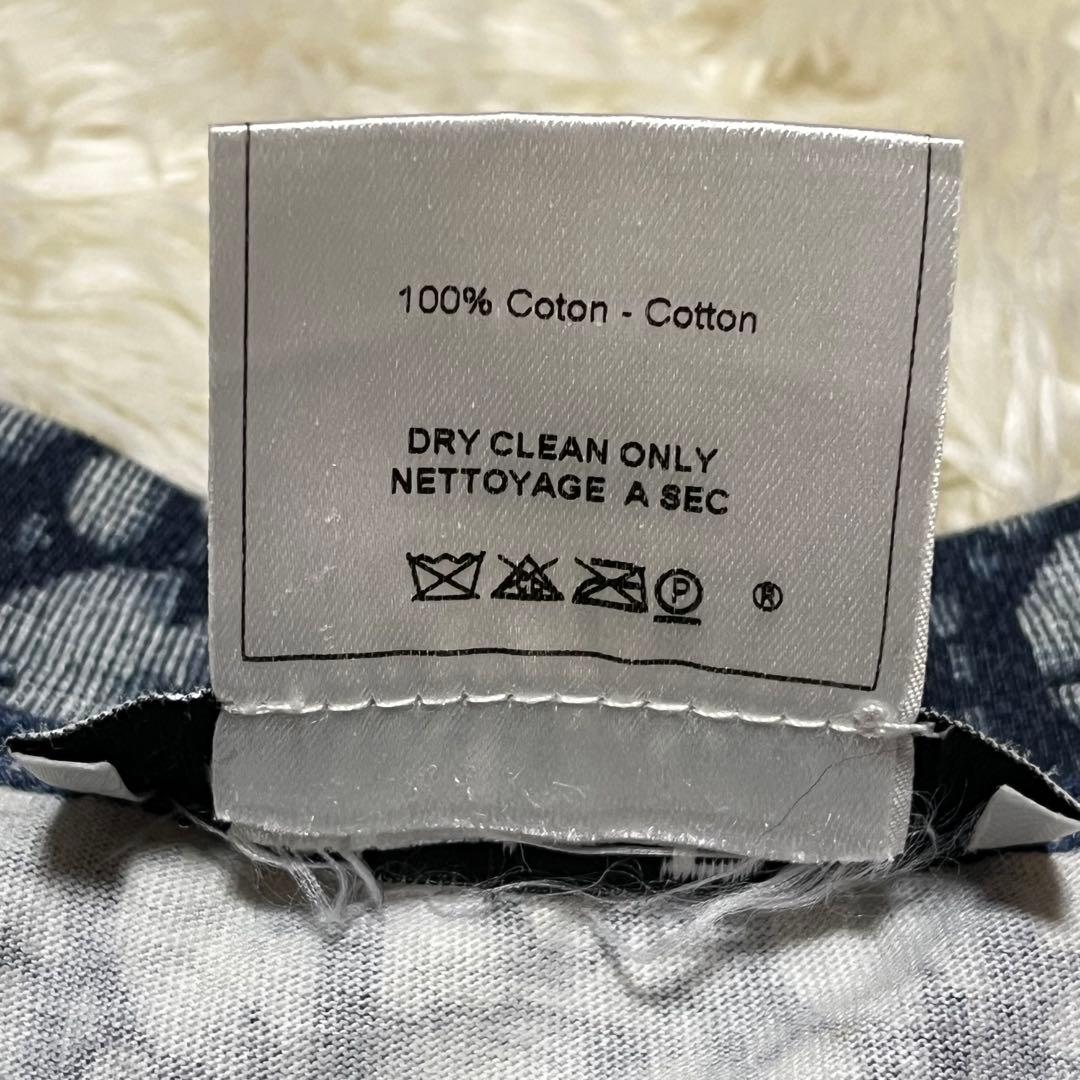 100% Coton - Cotton
DRY CLEAN ONLY
NETTOYAGE A SEC
P ®